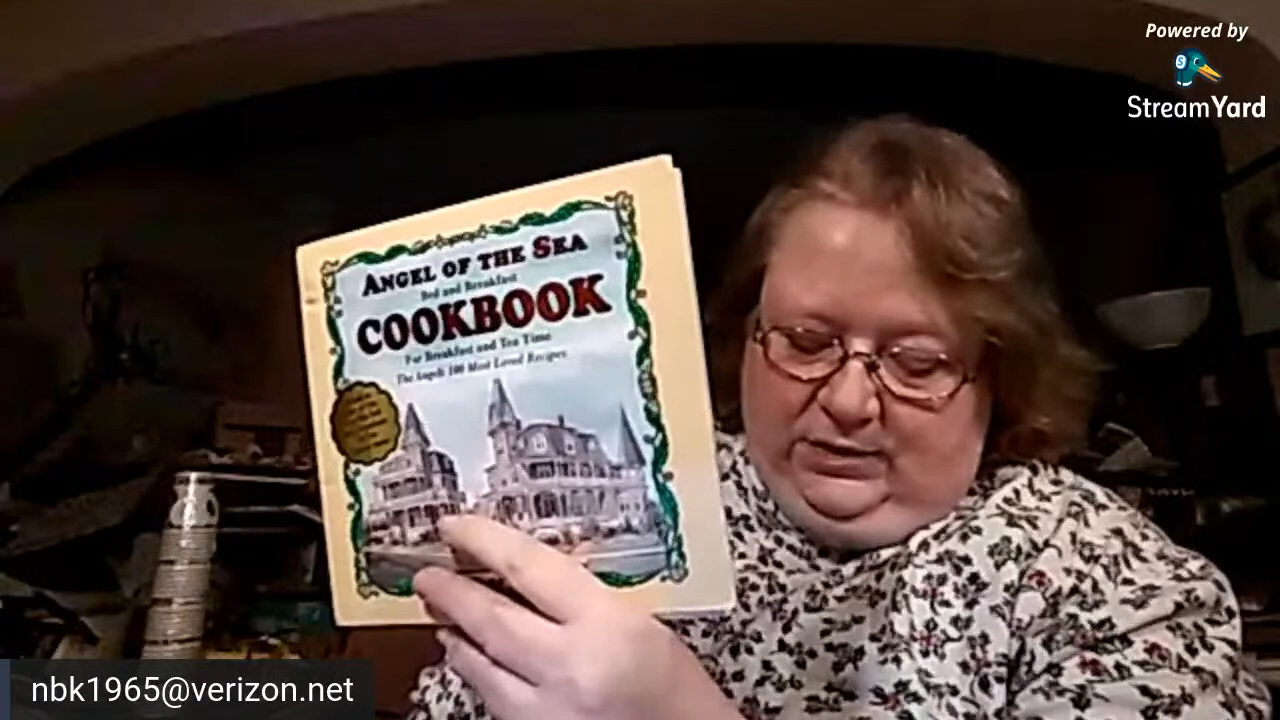 Powered by
StreamYard
ANGEL OF THE SEA
Bed and Breakfast
COOKBOOK
For Breakfast and Tea Time
The Angels 100 Most Loved Recipes
nbk1965@verizon.net